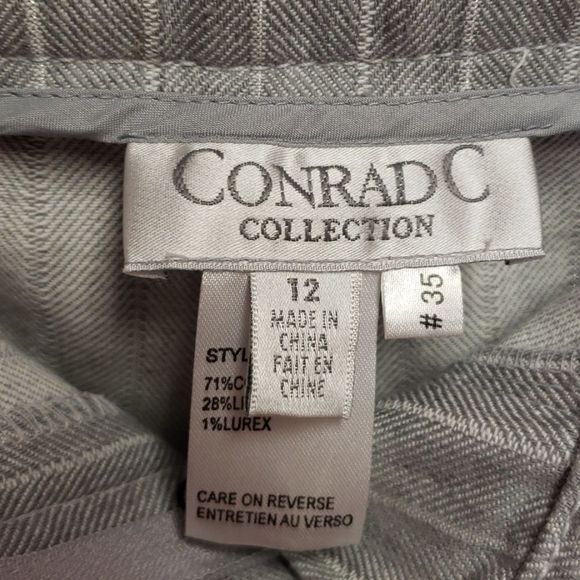 CONRAD C
COLLECTION
12
MADE IN
CHINA
FAIT EN
CHINE
# 35
71%
28%
1%LUREX
CARE ON REVERSE
ENTRETIEN AU VERSO